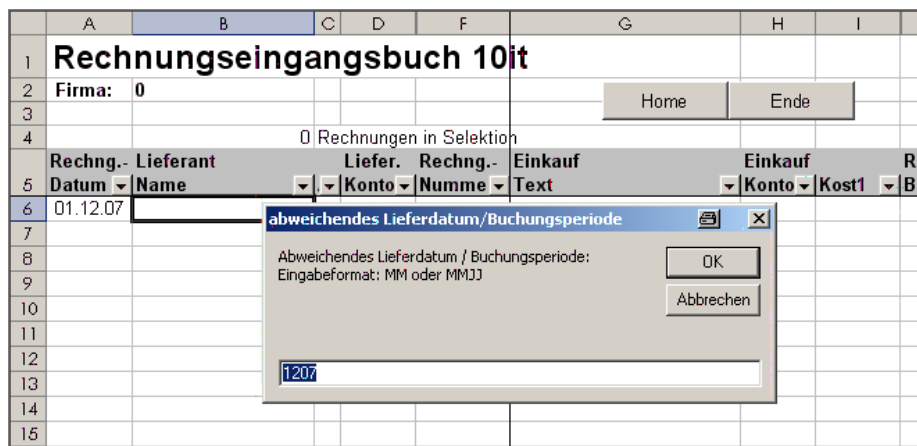 A B C D F G H I
1 Rechnungseingangsbuch 10it
2 Firma: 0
Home Ende
3
4 0 Rechnungen in Selektion
Rechng.- Lieferant Liefer. Rechng.- Einkauf Einkauf R
5 Datum Name . Konto Numme Text Konto Kost1 B
6 01.12.07
abweichendes Lieferdatum/Buchungsperiode
Abweichendes Lieferdatum / Buchungsperiode:
Eingabeformat: MM oder MMJJ
OK
Abbrechen
1207
7
8
9
10
11
12
13
14
15